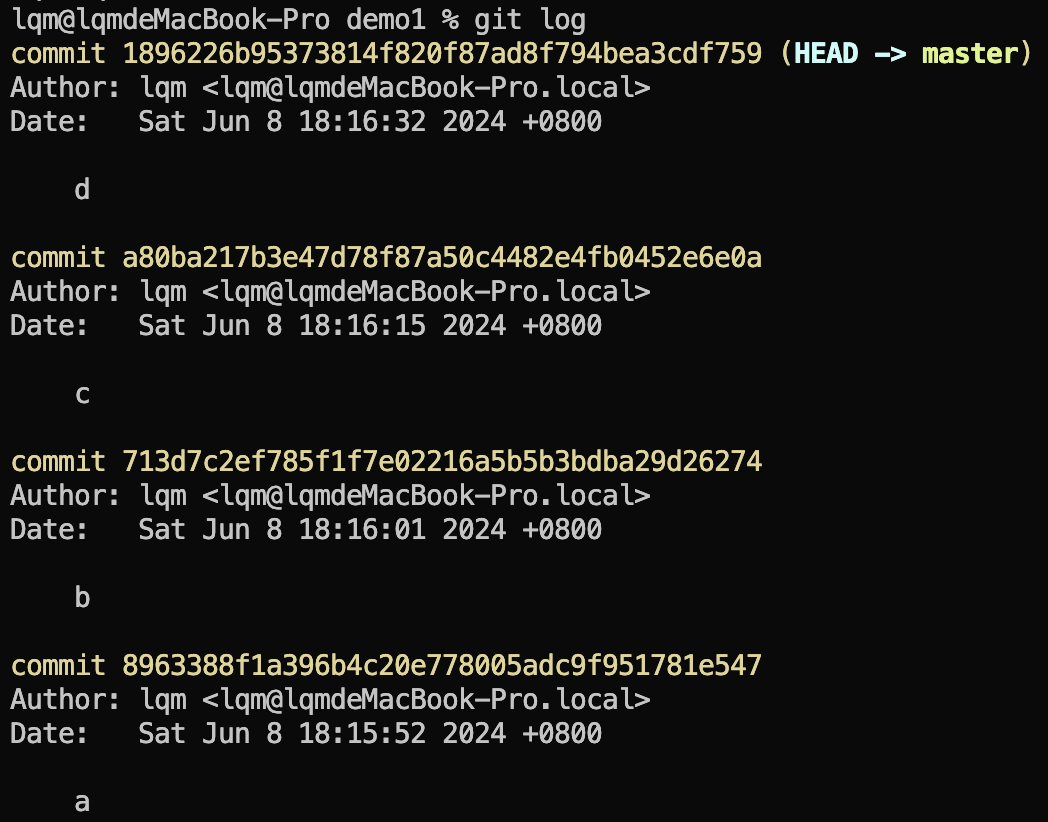 lqm@lqmdeMacBook-Pro demo1 % git log
commit 1896226b95373814f820f87ad8f794bea3cdf759 (HEAD -> master)
Author: lqm <lqm@lqmdeMacBook-Pro.local>
Date:   Sat Jun 8 18:16:32 2024 +0800
    d
commit a80ba217b3e47d78f87a50c4482e4fb0452e6e0a
Author: lqm <lqm@lqmdeMacBook-Pro.local>
Date:   Sat Jun 8 18:16:15 2024 +0800
    c
commit 713d7c2ef785f1f7e02216a5b5b3bdba29d26274
Author: lqm <lqm@lqmdeMacBook-Pro.local>
Date:   Sat Jun 8 18:16:01 2024 +0800
    b
commit 8963388f1a396b4c20e778005adc9f951781e547
Author: lqm <lqm@lqmdeMacBook-Pro.local>
Date:   Sat Jun 8 18:15:52 2024 +0800
    a